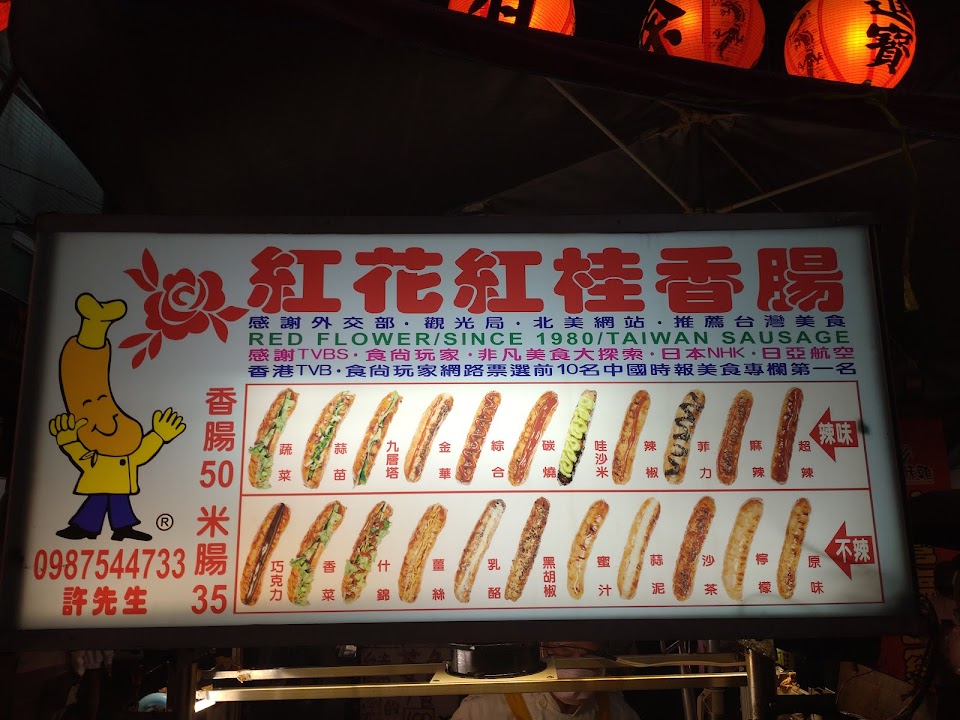 進寶
紅花紅桂香腸
感謝外交部・觀光局・北美網站・推薦台灣美食
RED FLOWER/SINCE 1980/TAIWAN SAUSAGE
感謝TVBS・食尚玩家・非凡美食大探索・日本NHK・日亞航空
香港TVB・食尚玩家網路票選前10名中國時報美食專欄第一名
香腸50
米腸35
®
0987544733
許先生
蔬菜
蒜苗
九層塔
金華
綜合
碳燒
哇沙米
辣椒
菲力
麻辣
超辣
辣味
巧克力
香菜
什錦
薑絲
乳酪
黑胡椒
蜜汁
蒜泥
沙茶
檸檬
原味
不辣